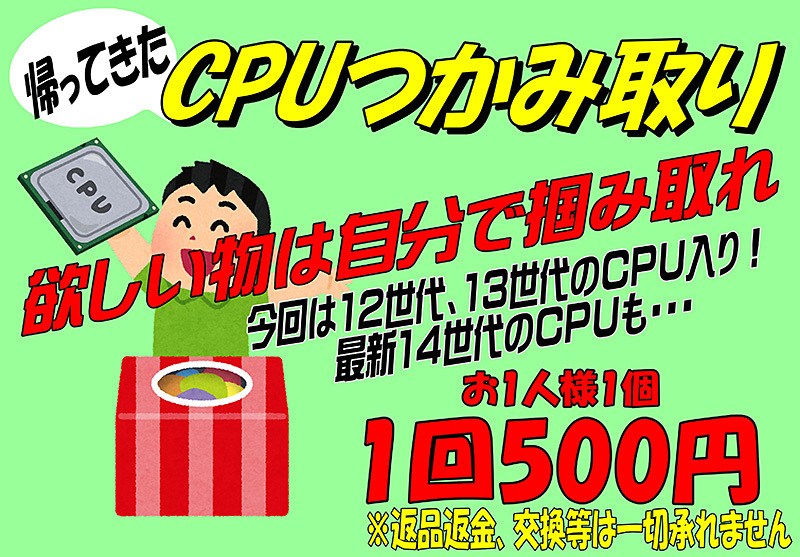 帰ってきた
CPUつかみ取り
CPU
欲しい物は自分で掴み取れ
今回は12世代、13世代のCPU入り！
最新14世代のCPUも・・・
お1人様1個
1回500円
※返品返金、交換等は一切承れません